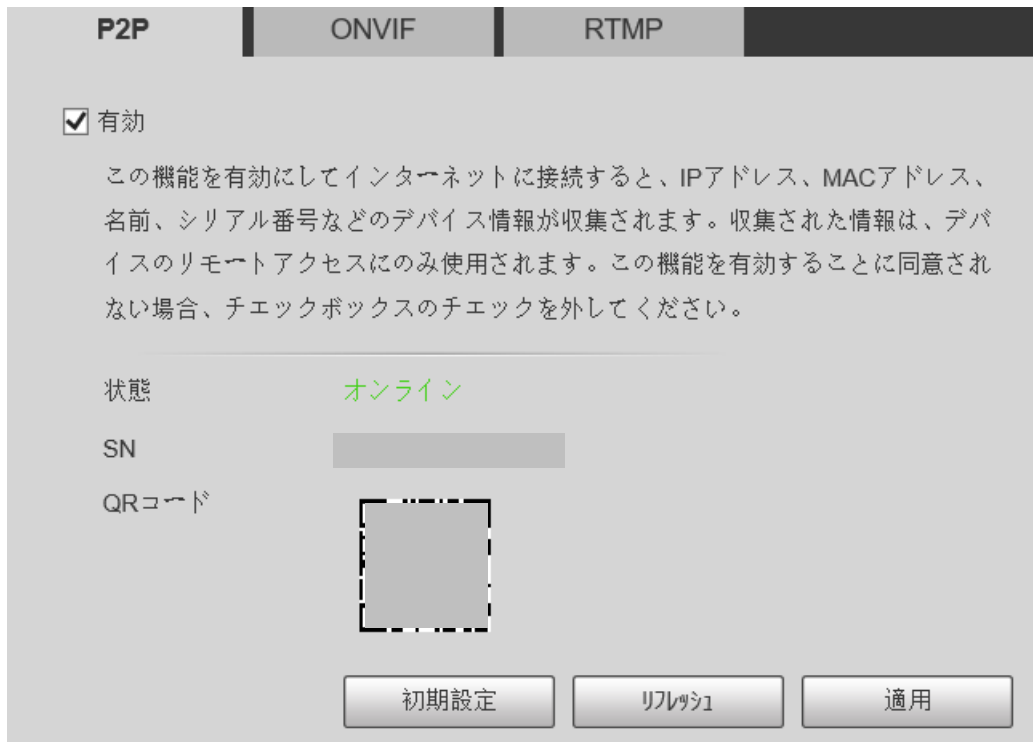 P2P ONVIF RTMP
有効
この機能を有効にしてインターネットに接続すると、IPアドレス、MACアドレス、
名前、シリアル番号などのデバイス情報が収集されます。収集された情報は、デバ
イスのリモートアクセスにのみ使用されます。この機能を有効することに同意され
ない場合、チエックボックスのチエックを外してください。
状態 オンライン
SN
QRコード
初期設定 ﾘﾌﾚｯｼｭ 適用